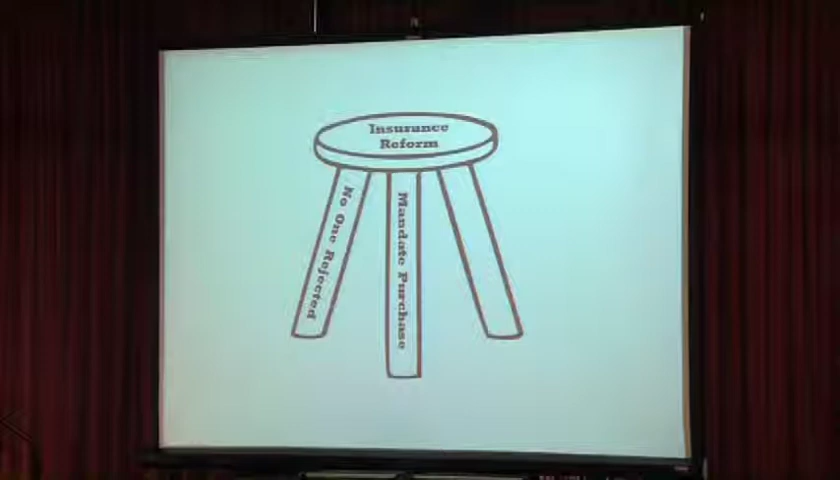 Insurance
Reform
No One Rejected
Mandate Purchase